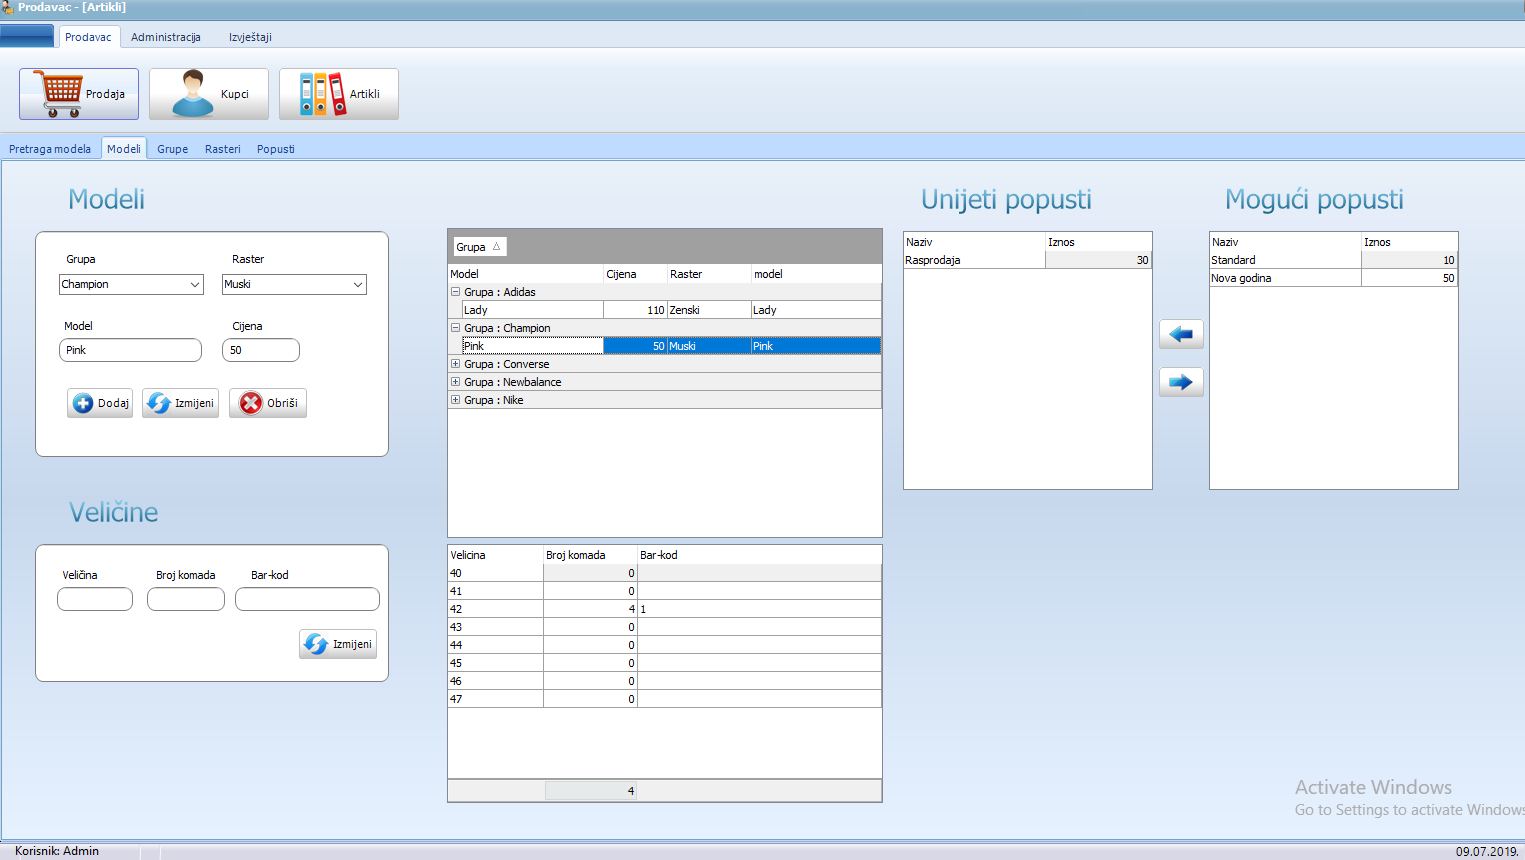 Prodavac - [Artikli]
Prodavac Administracija Izvještaji
Prodaja Kupci Artikli
Pretraga modela Modeli Grupe Rasteri Popusti
Modeli
Grupa Raster
Champion Muski
Model Cijena
Pink 50
Dodaj Izmijeni Obriši
Veličine
Veličina Broj komada Bar-kod
Izmijeni
Grupa
Model Cijena Raster model
Grupa : Adidas
Lady 110 Zenski Lady
Grupa : Champion
Pink 50 Muski Pink
Grupa : Converse
Grupa : Newbalance
Grupa : Nike
Velicina Broj komada Bar-kod
40 0
41 0
42 4 1
43 0
44 0
45 0
46 0
47 0
4
Unijeti popusti
Naziv Iznos
Rasprodaja 30
Mogući popusti
Naziv Iznos
Standard 10
Nova godina 50
Activate Windows
Go to Settings to activate Windows
Korisnik: Admin 09.07.2019.